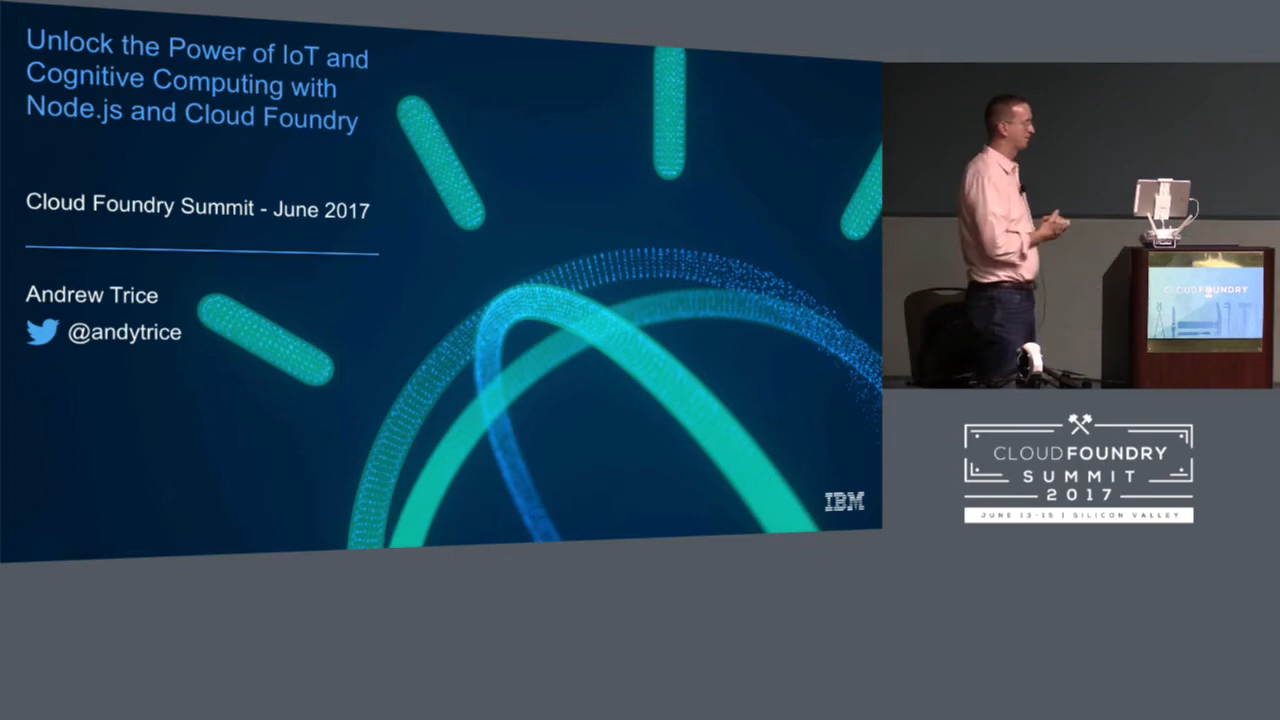 Unlock the Power of IoT and
Cognitive Computing with
Node.js and Cloud Foundry
Cloud Foundry Summit - June 2017
Andrew Trice
@andytrice
IBM
CLOUD FOUNDRY
CLOUD FOUNDRY
SUMMIT
2017
JUNE 13-15 | SILICON VALLEY